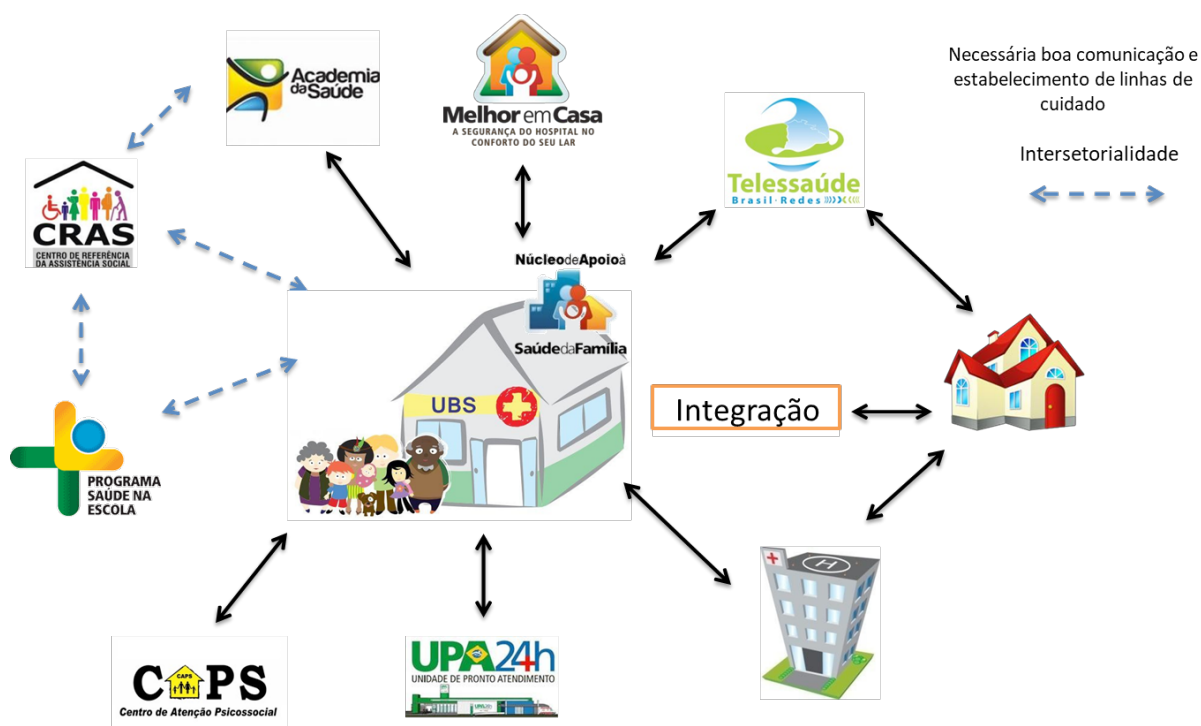 Academia
da Saúde
Melhor em Casa
A SEGURANÇA DO HOSPITAL NO
CONFORTO DO SEU LAR
Necessária boa comunicação e
estabelecimento de linhas de
cuidado
Intersetorialidade
Telessaúde
Brasil-Redes
CRAS
CENTRO DE REFERÊNCIA
DA ASSISTÊNCIA SOCIAL
Núcleo de Apoio à
Saúde da Família
UBS
Integração
PROGRAMA
SAÚDE NA
ESCOLA
H
CAPS
CAPS
Centro de Atenção Psicossocial
UPA24h
UNIDADE DE PRONTO ATENDIMENTO